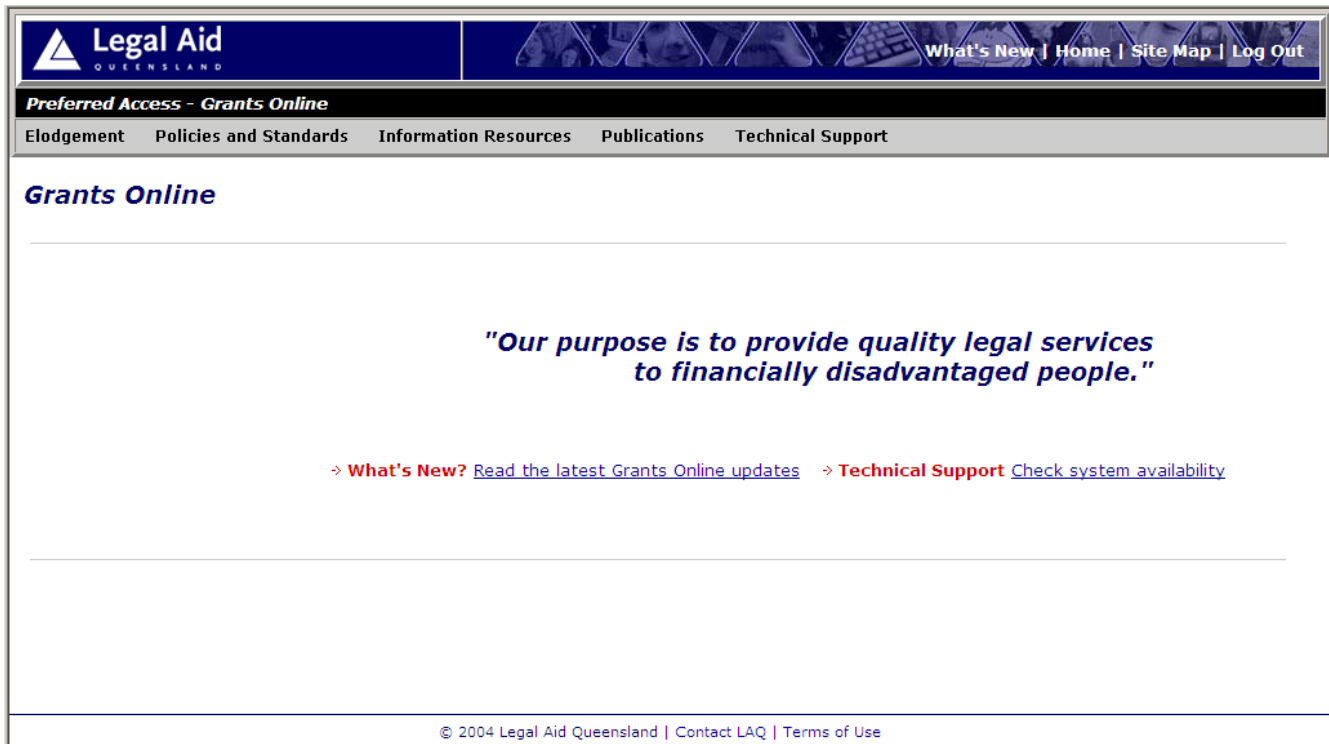 Legal Aid
QUEENSLAND
What's New | Home | Site Map | Log Out
Preferred Access - Grants Online
Elodgement Policies and Standards Information Resources Publications Technical Support
Grants Online
"Our purpose is to provide quality legal services
to financially disadvantaged people."
What's New? Read the latest Grants Online updates Technical Support Check system availability
© 2004 Legal Aid Queensland | Contact LAQ | Terms of Use